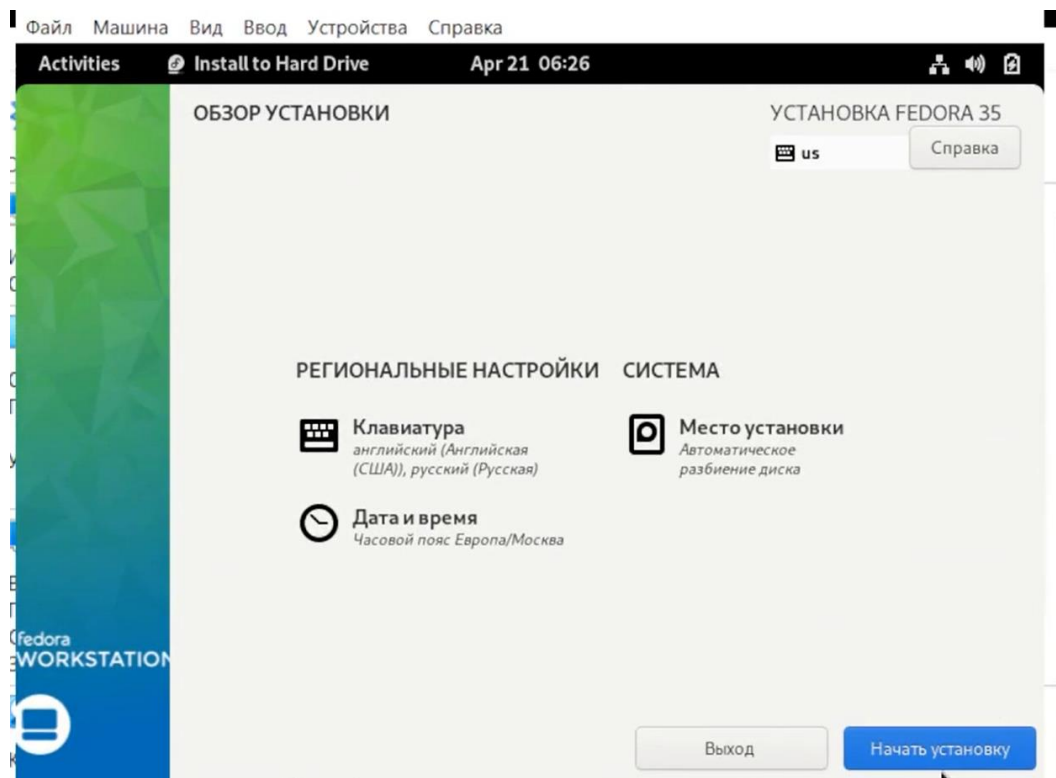 Файл Машина Вид Ввод Устройства Справка
Activities Install to Hard Drive Apr 21 06:26
ОБЗОР УСТАНОВКИ
УСТАНОВКА FEDORA 35
us
Справка
РЕГИОНАЛЬНЫЕ НАСТРОЙКИ
Клавиатура
английский (Английская
(США)), русский (Русская)
Дата и время
Часовой пояс Европа/Москва
СИСТЕМА
Место установки
Автоматическое
разбиение диска
fedora
WORKSTATION
Выход
Начать установку